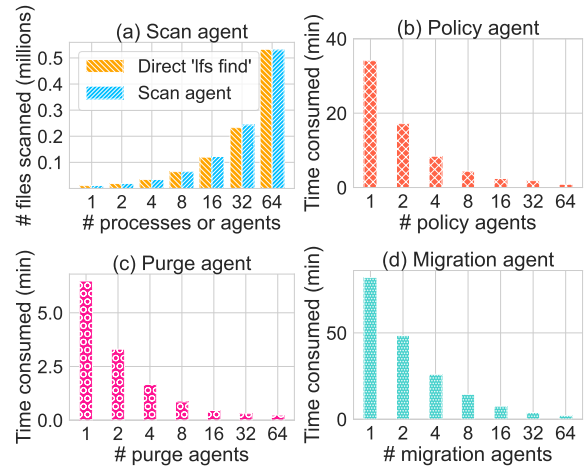 (a) Scan agent
# files scanned (millions)
0.5
0.4
0.3
0.2
0.1
Direct 'lfs find'
Scan agent
1 2 4 8 16 32 64
# processes or agents
(b) Policy agent
Time consumed (min)
40
20
0
1 2 4 8 16 32 64
# policy agents
(c) Purge agent
Time consumed (min)
5.0
2.5
0.0
1 2 4 8 16 32 64
# purge agents
(d) Migration agent
Time consumed (min)
50
0
1 2 4 8 16 32 64
# migration agents